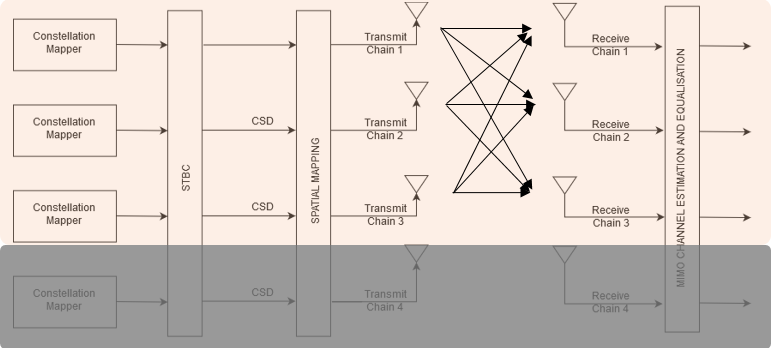 Constellation
Mapper
Transmit
Chain 1
Receive
Chain 1
Constellation
Mapper
CSD
Transmit
Chain 2
Receive
Chain 2
STBC
SPATIAL MAPPING
MIMO CHANNEL ESTIMATION AND EQUALISATION
Constellation
Mapper
CSD
Transmit
Chain 3
Receive
Chain 3
Constellation
Mapper
CSD
Transmit
Chain 4
Receive
Chain 4